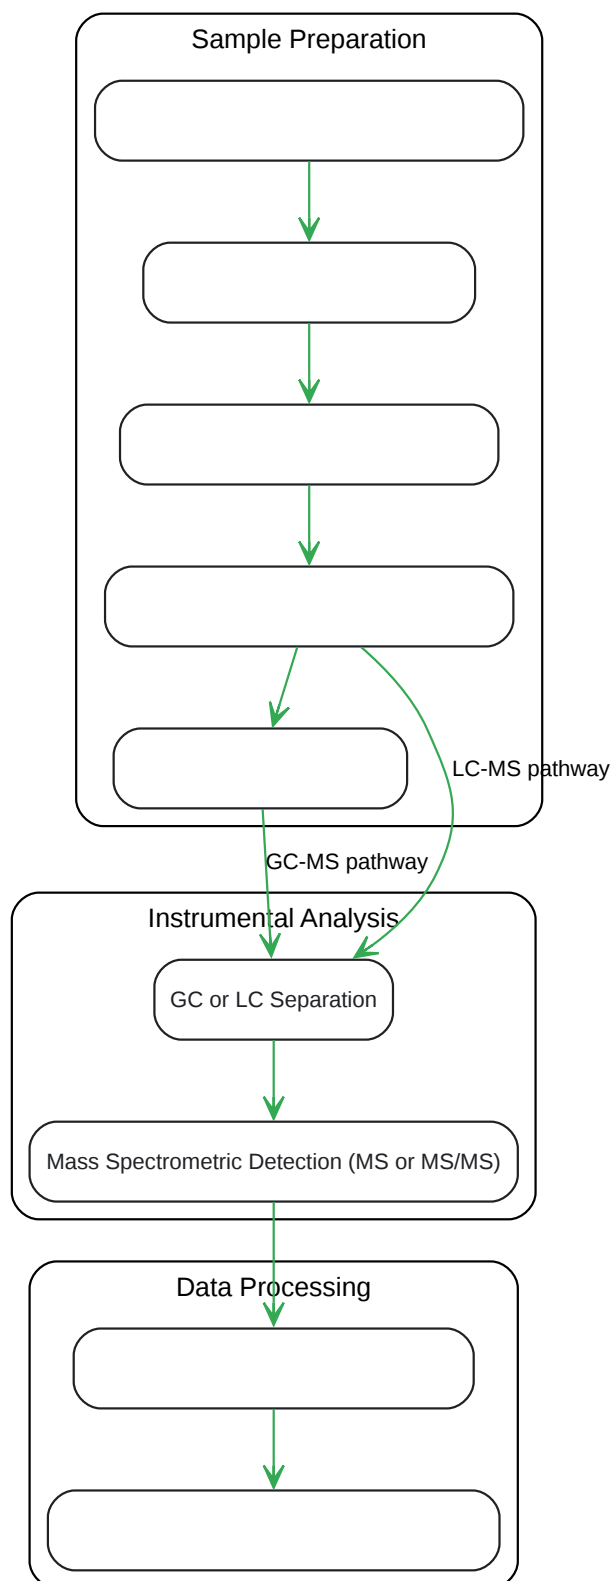 Sample Preparation
LC-MS pathway
GC-MS pathway
Instrumental Analysis
GC or LC Separation
Mass Spectrometric Detection (MS or MS/MS)
Data Processing